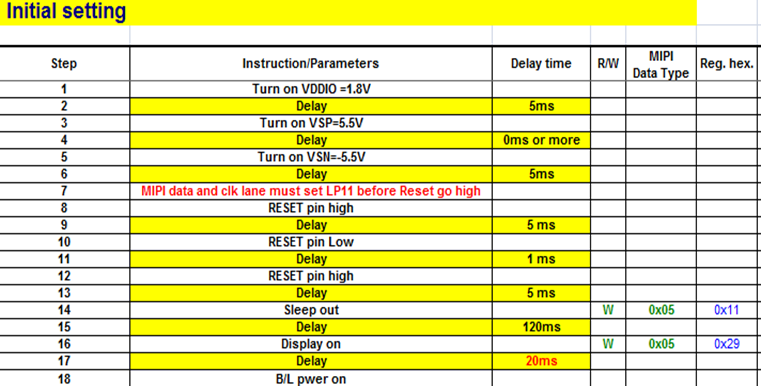 Initial setting
Step Instruction/Parameters Delay time R/W MIPI Data Type Reg. hex.
1 Turn on VDDIO =1.8V
2 Delay 5ms
3 Turn on VSP=5.5V
4 Delay 0ms or more
5 Turn on VSN=-5.5V
6 Delay 5ms
7 MIPI data and clk lane must set LP11 before Reset go high
8 RESET pin high
9 Delay 5 ms
10 RESET pin Low
11 Delay 1 ms
12 RESET pin high
13 Delay 5 ms
14 Sleep out W 0x05 0x11
15 Delay 120ms
16 Display on W 0x05 0x29
17 Delay 20ms
18 B/L pwer on